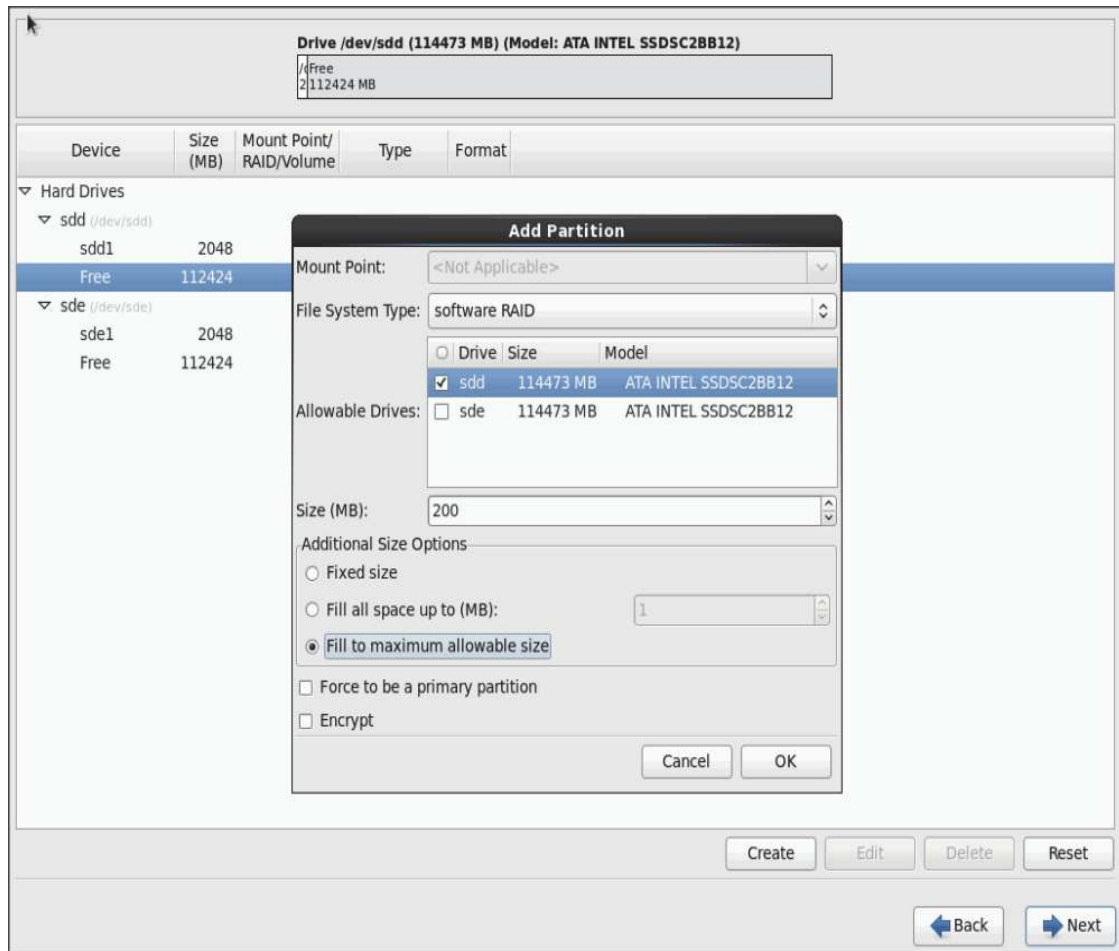 Drive /dev/sdd (114473 MB) (Model: ATA INTEL SSDSC2BB12)
Free
2 112424 MB
Device Size (MB) Mount Point/ RAID/Volume Type Format
Hard Drives
sdd (/dev/sdd)
sdd1 2048
Free 112424
sde (/dev/sde)
sde1 2048
Free 112424
Add Partition
Mount Point: <Not Applicable>
File System Type: software RAID
Drive Size Model
sdd 114473 MB ATA INTEL SSDSC2BB12
Allowable Drives: sde 114473 MB ATA INTEL SSDSC2BB12
Size (MB): 200
Additional Size Options
Fixed size
Fill all space up to (MB): 1
Fill to maximum allowable size
Force to be a primary partition
Encrypt
Cancel OK
Create Edit Delete Reset
Back Next